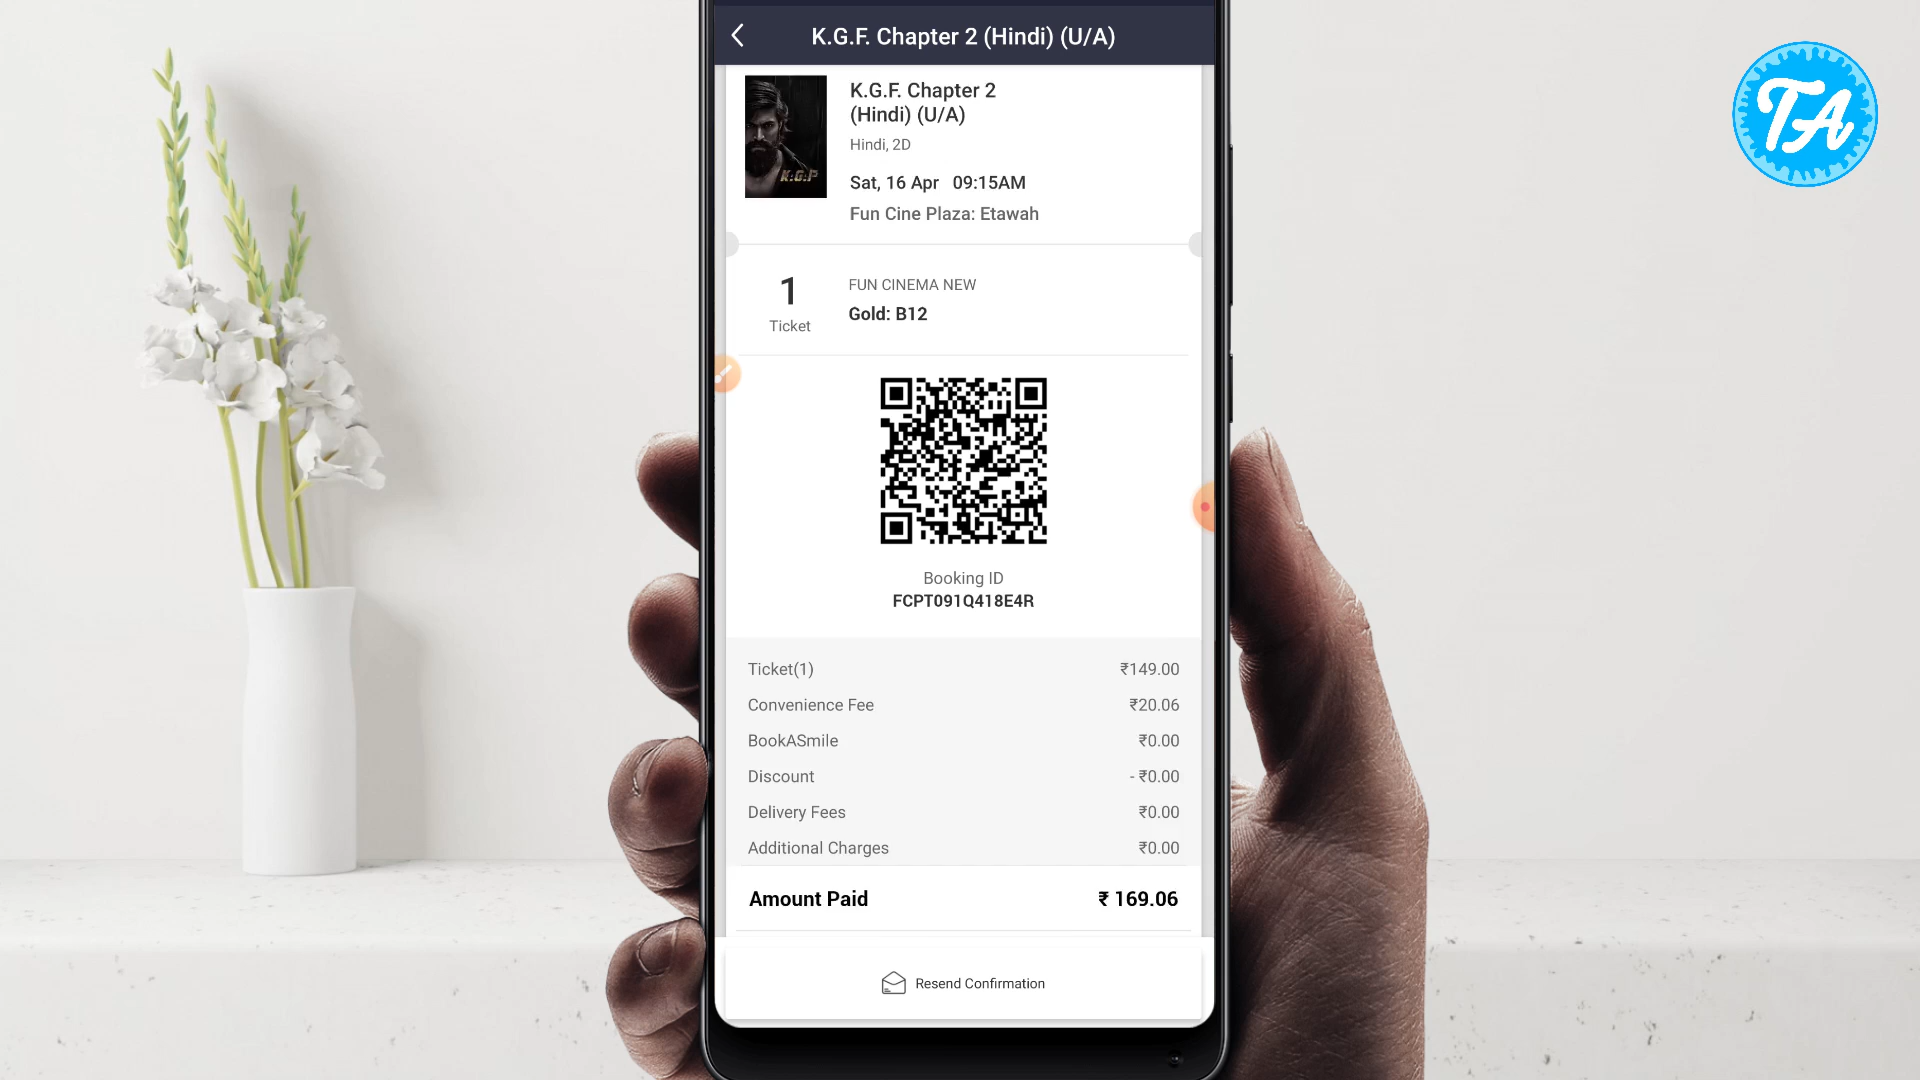 K.G.F. Chapter 2 (Hindi) (U/A)
TA
K.G.F. Chapter 2
(Hindi) (U/A)
Hindi, 2D
K.G.F
Sat, 16 Apr 09:15AM
Fun Cine Plaza: Etawah
1
Ticket
FUN CINEMA NEW
Gold: B12
Booking ID
FCPT091Q418E4R
Ticket(1) ₹149.00
Convenience Fee ₹20.06
BookASmile ₹0.00
Discount - ₹0.00
Delivery Fees ₹0.00
Additional Charges ₹0.00
Amount Paid ₹ 169.06
Resend Confirmation